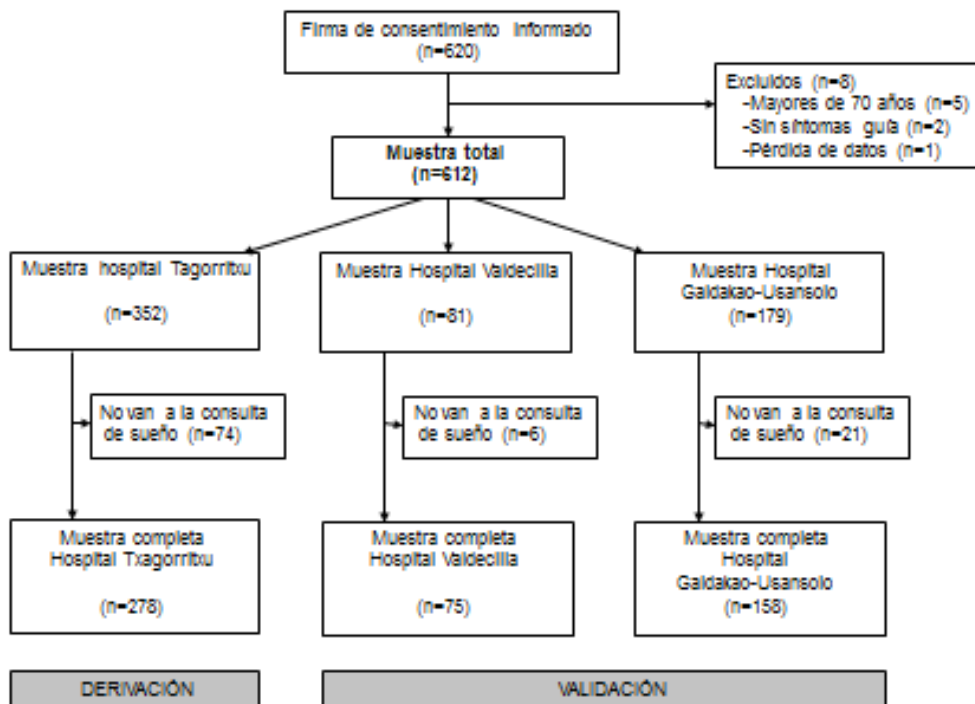 Firma de consentimiento informado
(n=620)
Excluidos (n=8)
-Mayores de 70 años (n=5)
-Sin síntomas guía (n=2)
-Pérdida de datos (n=1)
Muestra total
(n=612)
Muestra hospital Tagorritxu
(n=352)
Muestra Hospital Valdecilla
(n=81)
Muestra Hospital
Galdakao-Usansolo
(n=179)
No van a la consulta
de sueño (n=74)
No van a la consulta
de sueño (n=6)
No van a la consulta
de sueño (n=21)
Muestra completa
Hospital Txagorritxu
(n=278)
Muestra completa
Hospital Valdecilla
(n=75)
Muestra completa
Hospital
Galdakao-Usansolo
(n=158)
DERIVACIÓN
VALIDACIÓN